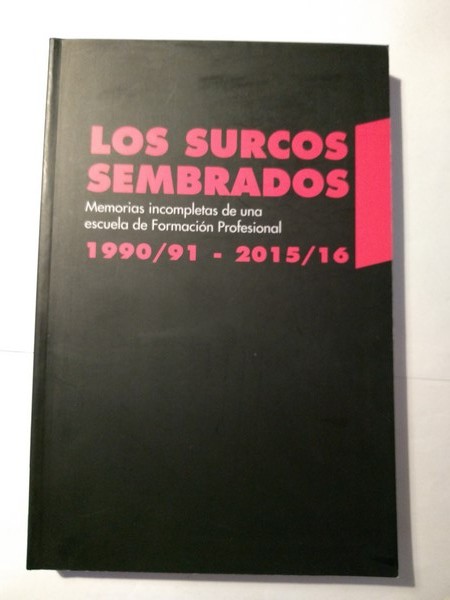 LOS SURCOS
SEMBRADOS
Memorias incompletas de una
escuela de Formación Profesional
1990/91 - 2015/16